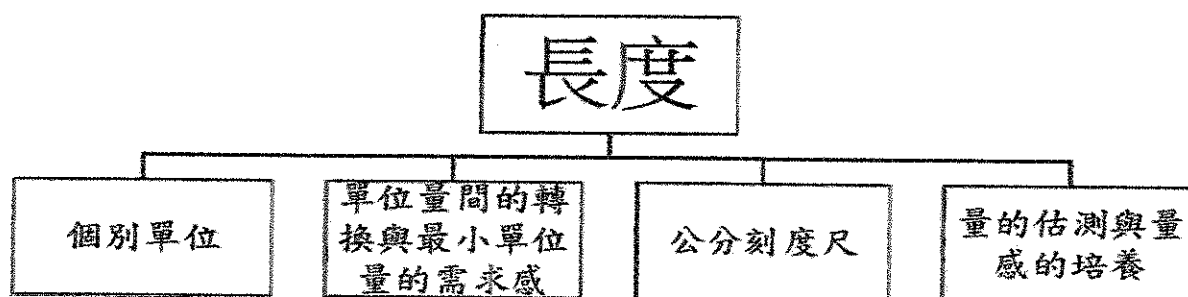 長度
個別單位
單位量間的轉
換與最小單位
量的需求感
公分刻度尺
量的估測與量
感的培養